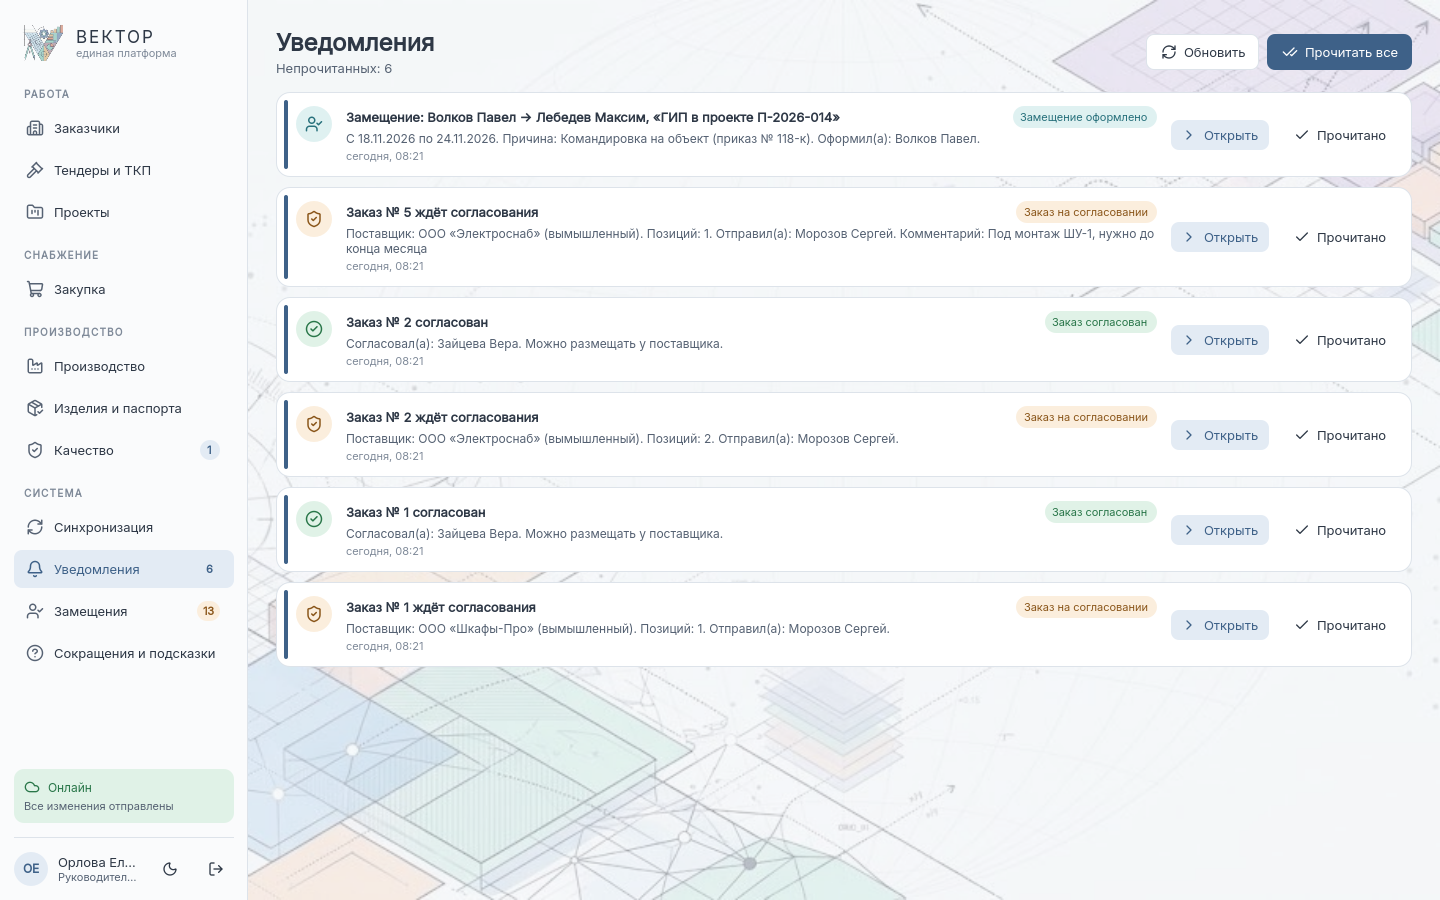 ВЕКТОР
единая платформа
РАБОТА
Заказчики
Тендеры и ТКП
Проекты
СНАБЖЕНИЕ
Закупка
ПРОИЗВОДСТВО
Производство
Изделия и паспорта
Качество 1
СИСТЕМА
Синхронизация
Уведомления 6
Замещения 13
Сокращения и подсказки
Онлайн
Все изменения отправлены
ОЕ
Орлова Ел...
Руководител...
Уведомления
Непрочитанных: 6
Обновить
Прочитать все
Замещение: Волков Павел → Лебедев Максим, «ГИП в проекте П-2026-014»
Замещение оформлено
С 18.11.2026 по 24.11.2026. Причина: Командировка на объект (приказ № 118-к). Оформил(а): Волков Павел.
сегодня, 08:21
Открыть
Прочитано
Заказ № 5 ждёт согласования
Заказ на согласовании
Поставщик: ООО «Электроснаб» (вымышленный). Позиций: 1. Отправил(а): Морозов Сергей. Комментарий: Под монтаж ШУ-1, нужно до
конца месяца
сегодня, 08:21
Открыть
Прочитано
Заказ № 2 согласован
Заказ согласован
Согласовал(а): Зайцева Вера. Можно размещать у поставщика.
сегодня, 08:21
Открыть
Прочитано
Заказ № 2 ждёт согласования
Заказ на согласовании
Поставщик: ООО «Электроснаб» (вымышленный). Позиций: 2. Отправил(а): Морозов Сергей.
сегодня, 08:21
Открыть
Прочитано
Заказ № 1 согласован
Заказ согласован
Согласовал(а): Зайцева Вера. Можно размещать у поставщика.
сегодня, 08:21
Открыть
Прочитано
Заказ № 1 ждёт согласования
Заказ на согласовании
Поставщик: ООО «Шкафы-Про» (вымышленный). Позиций: 1. Отправил(а): Морозов Сергей.
сегодня, 08:21
Открыть
Прочитано